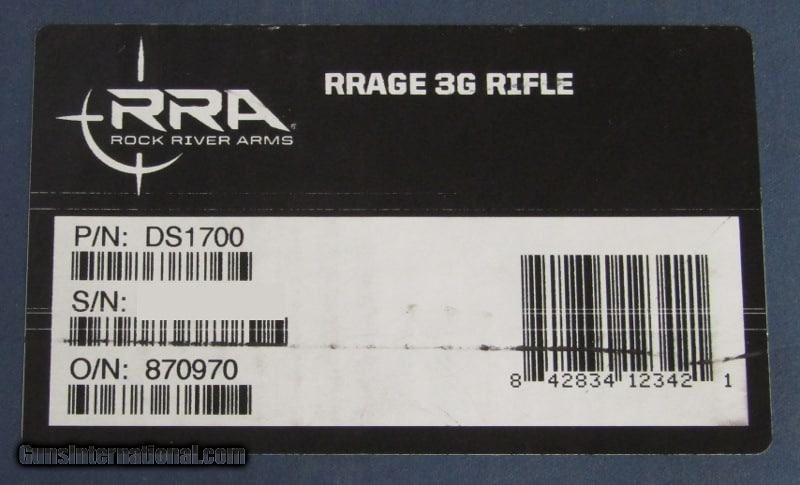 RRA
ROCK RIVER ARMS
RRAGE 3G RIFLE
P/N: DS1700
S/N:
O/N: 870970
8 42834 12342 1
GunsInternational.com